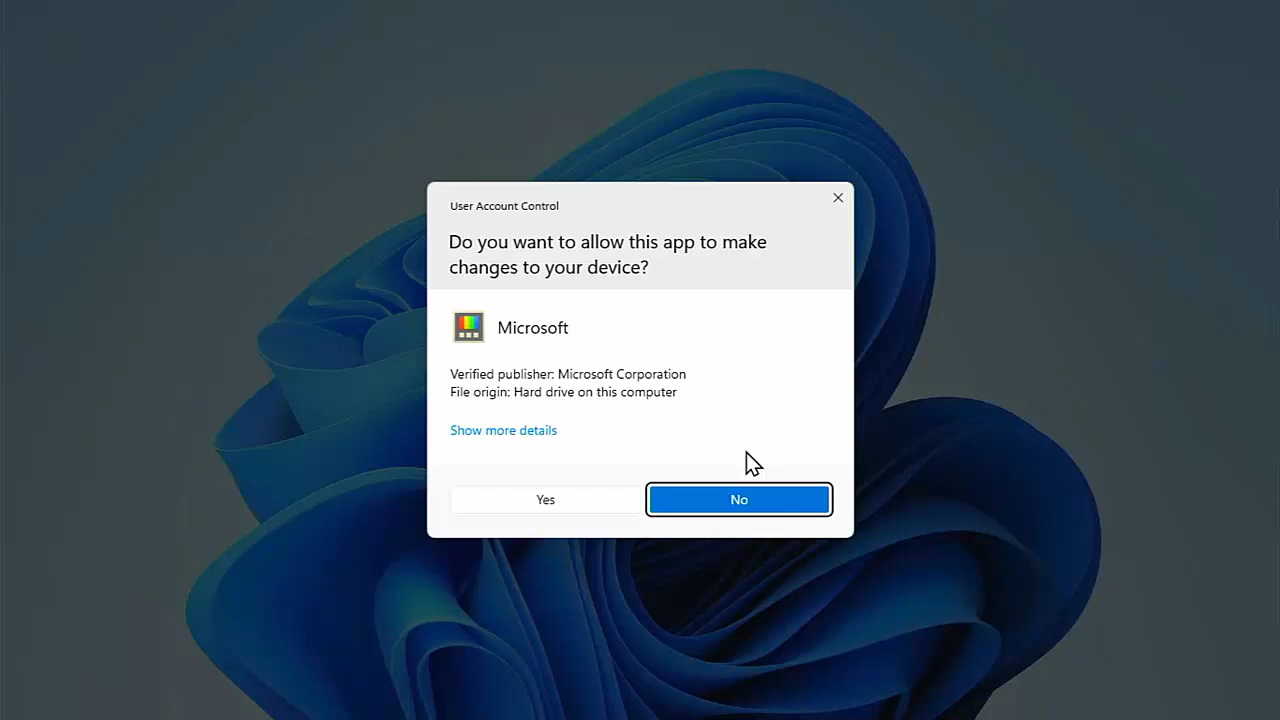 User Account Control
Do you want to allow this app to make
changes to your device?
Microsoft
Verified publisher: Microsoft Corporation
File origin: Hard drive on this computer
Show more details
Yes
No